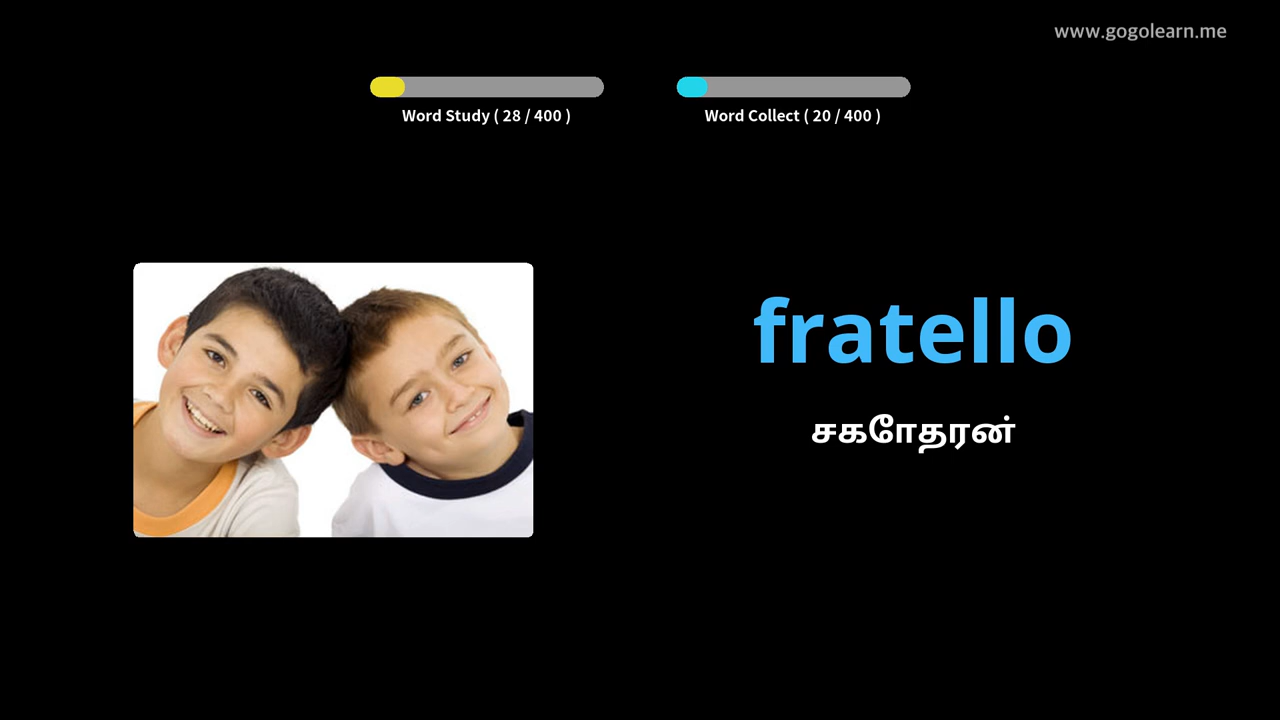 www.gogolearn.me
Word Study ( 28 / 400 )
Word Collect ( 20 / 400 )
fratello
சகோதரன்